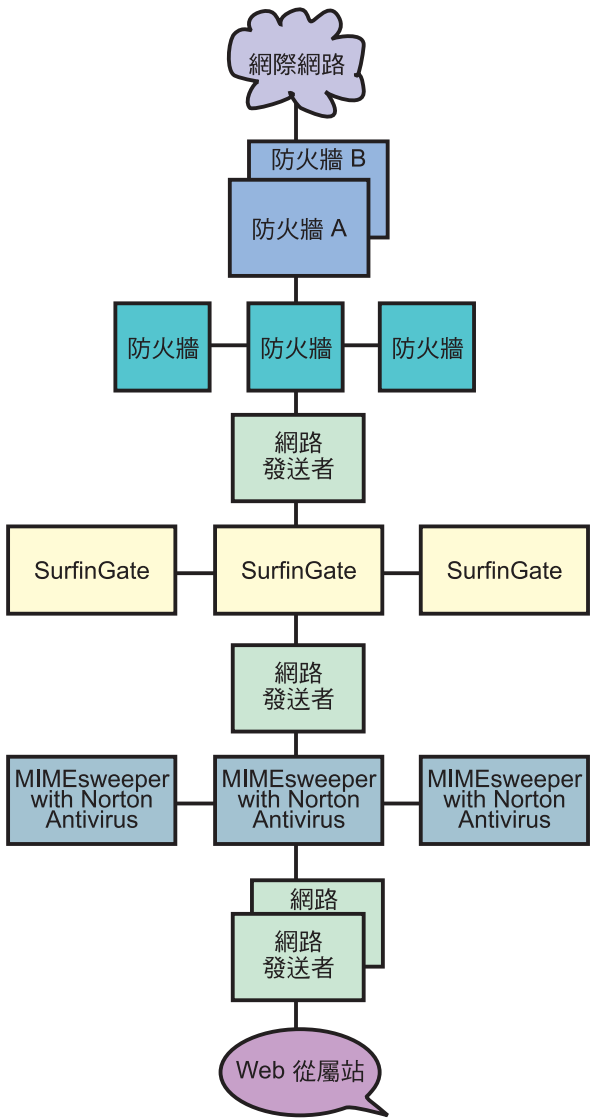 網際網路
防火牆 B
防火牆 A
防火牆
防火牆
防火牆
網路
發送者
SurfinGate
SurfinGate
SurfinGate
網路
發送者
MIMEsweeper
with Norton
Antivirus
MIMEsweeper
with Norton
Antivirus
MIMEsweeper
with Norton
Antivirus
網路
網路
發送者
Web 從屬站